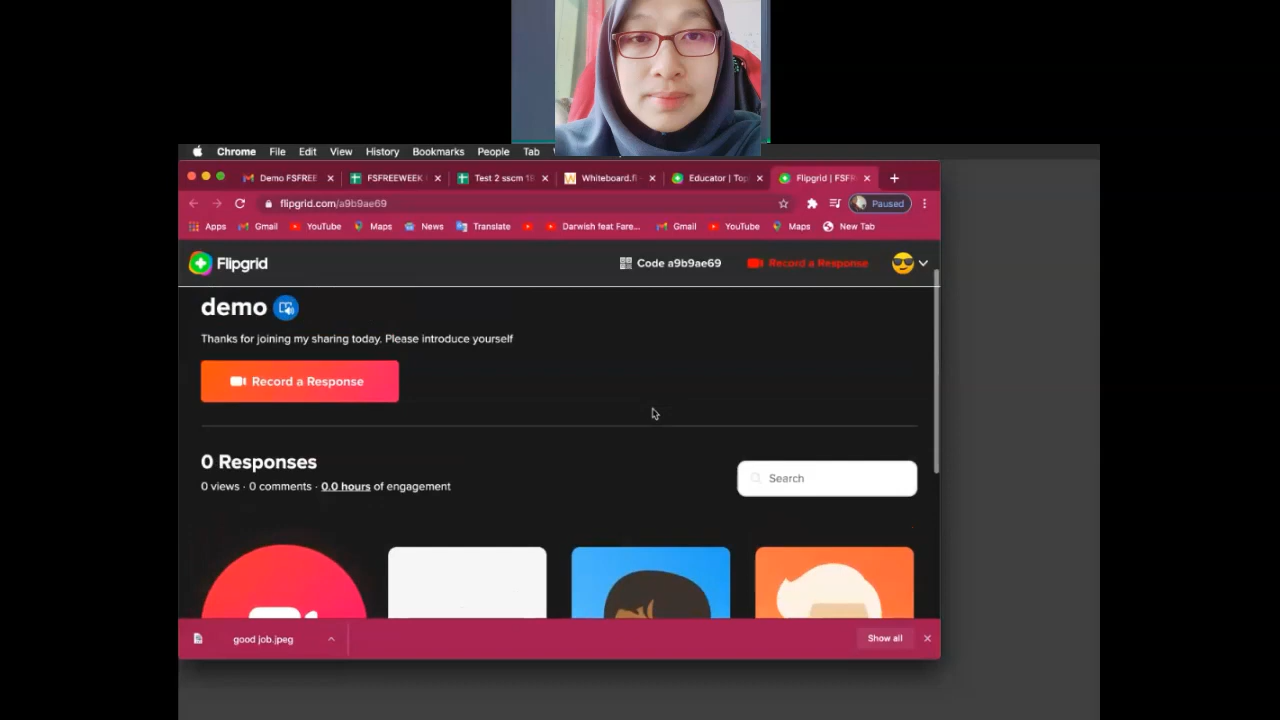 Chrome File Edit View History Bookmarks People Tab
Demo FSFREE
FSFREEWEEK
Test 2 sscm 18
Whiteboard.fi -
Educator | Top
Flipgrid | FSFR
flipgrid.com/a9b9ae69
Paused
Apps Gmail YouTube Maps News Translate Darwish feat Fare... Gmail YouTube Maps New Tab
Flipgrid
Code a9b9ae69
Record a Response
demo
Thanks for joining my sharing today. Please introduce yourself
Record a Response
0 Responses
0 views · 0 comments · 0.0 hours of engagement
Search
good job.jpeg
Show all